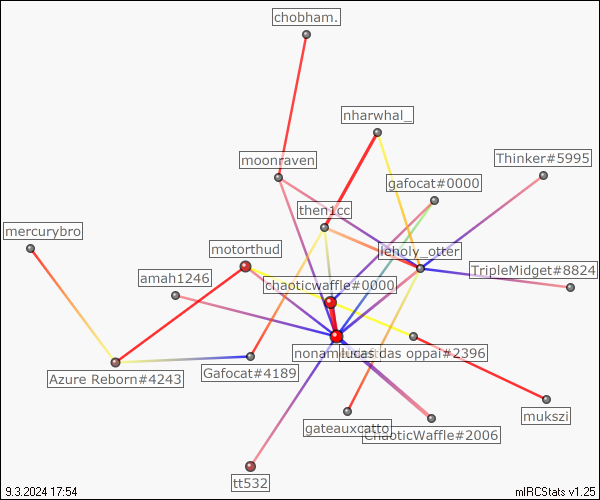 chobham.
nharwhal_
moonraven
Thinker#5995
gafocat#0000
then1cc
mercurybro
motorthud
leholy_otter
amah1246
chaoticwaffle#0000
TripleMidget#8824
lucas das oppai#2396
Azure Reborn#4243
Gafocat#4189
mukszi
gateauxcatto
ChaoticWaffle#2006
tt532
9.3.2024 17:54
mIRCStats v1.25